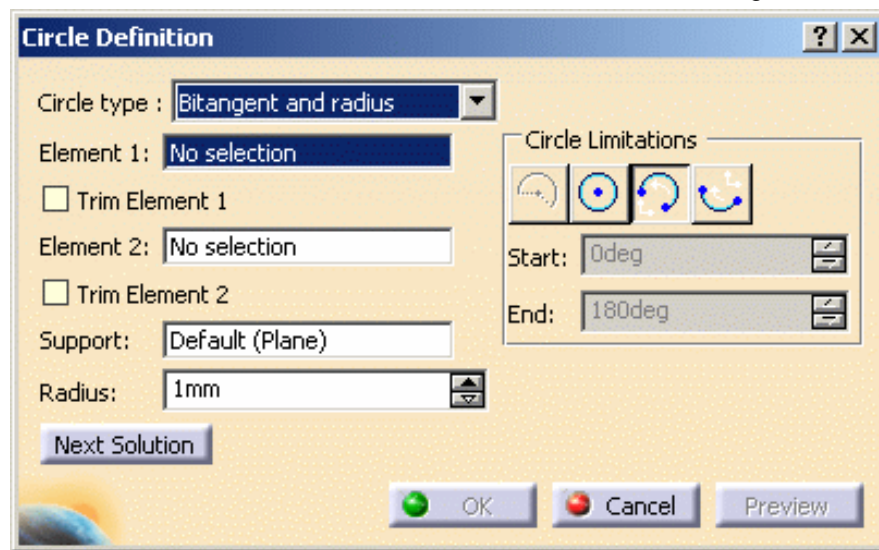 Circle Definition
? X
Circle type : Bitangent and radius
Element 1: No selection
Trim Element 1
Element 2: No selection
Trim Element 2
Support: Default (Plane)
Radius: 1mm
Next Solution
Circle Limitations
Start: 0deg
End: 180deg
OK Cancel Preview